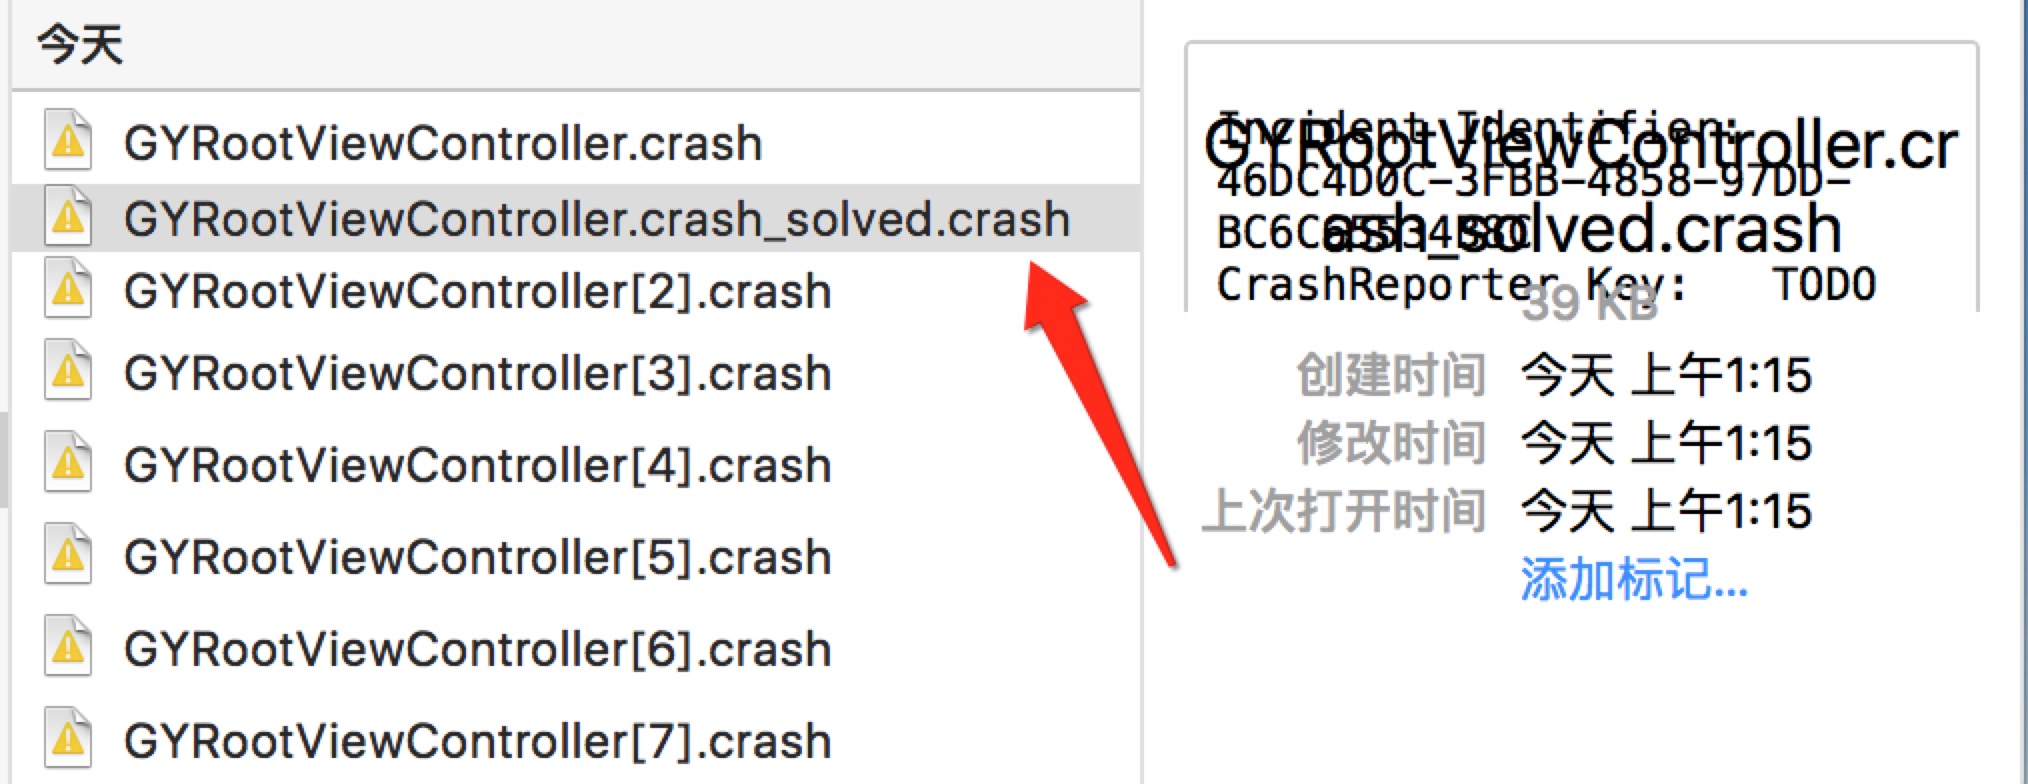 今天
GYRootViewController.crash
GYRootViewController.crash_solved.crash
GYRootViewController[2].crash
GYRootViewController[3].crash
GYRootViewController[4].crash
GYRootViewController[5].crash
GYRootViewController[6].crash
GYRootViewController[7].crash
Incident Identifier:
46DC4D0C-3FBB-4858-97DD-
CrashReporter Key: TODO
GYRootViewController.cr
ash_solved.crash
39 KB
创建时间 今天 上午1:15
修改时间 今天 上午1:15
上次打开时间 今天 上午1:15
添加标记...